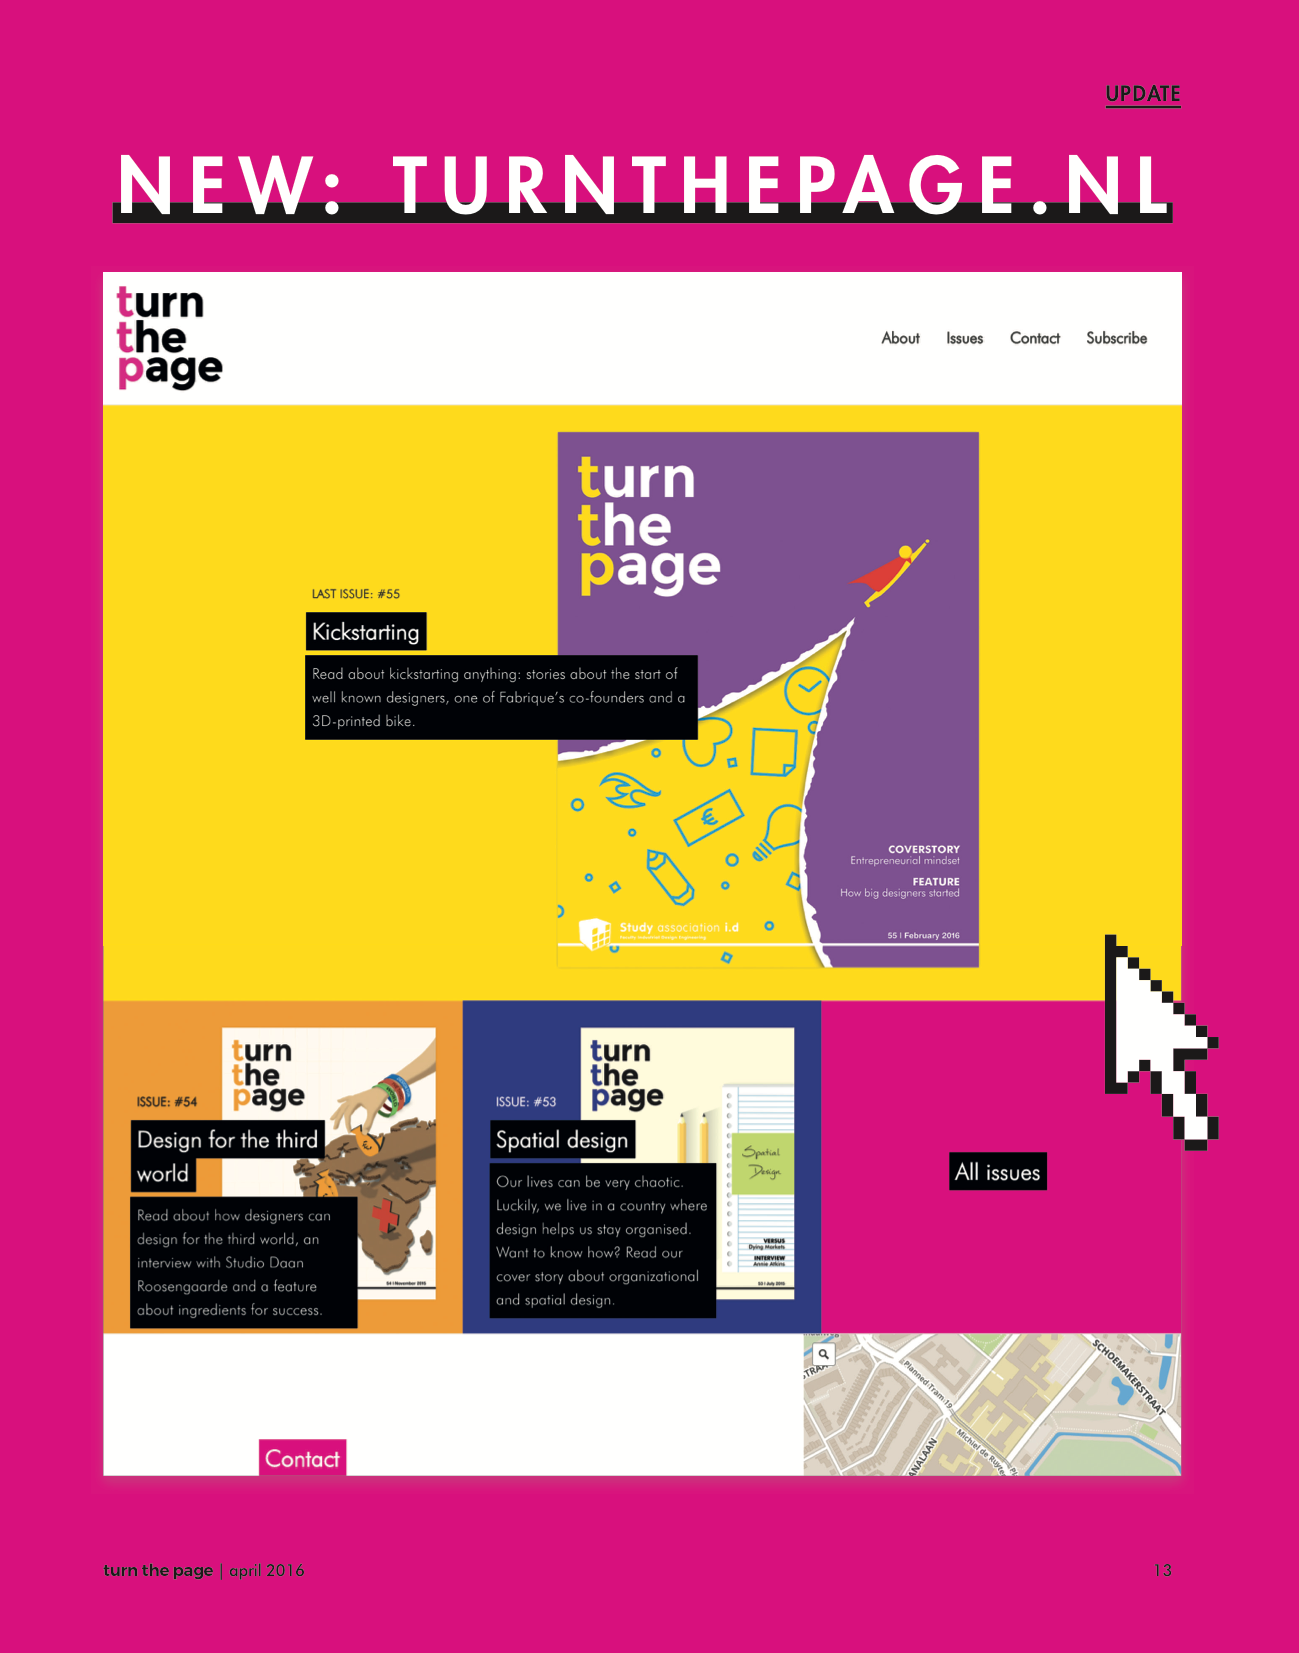 UPDATE
NEW: TURNTHEPAGE.NL
turn
the
page
About Issues Contact Subscribe
turn
the
page
LAST ISSUE: #55
Kickstarting
Read about kickstarting anything: stories about the start of
well known designers, one of Fabrique's co-founders and a
3D-printed bike.
€
COVERSTORY
Entrepreneurial mindset
FEATURE
How big designers started
Study association i.d
55 | February 2016
turn
the
page
ISSUE: #54
Design for the third
world
Read about how designers can
design for the third world, an
interview with Studio Daan
Roosengaarde and a feature
about ingredients for success.
54 | November 2015
turn
the
page
ISSUE: #53
Spatial design
Our lives can be very chaotic.
Luckily, we live in a country where
design helps us stay organised.
Want to know how? Read our
cover story about organizational
and spatial design.
Spatial
Design
VERSUS
Dying Markets
INTERVIEW
Annie Atkins
53 | July 2015
All issues
Contact
Planned-Tram-19
SCHOEMAKERSTRAAT
Michiel de Ruyte
ANALAAN
turn the page | april 2016
13